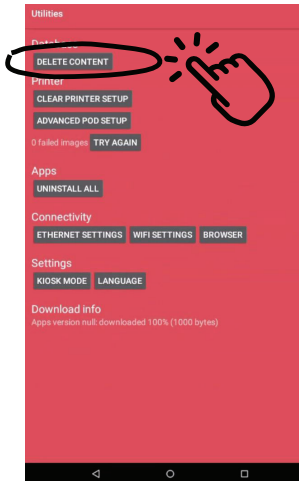 Utilities
Database
DELETE CONTENT
Printer
CLEAR PRINTER SETUP
ADVANCED POD SETUP
0 failed images TRY AGAIN
Apps
UNINSTALL ALL
Connectivity
ETHERNET SETTINGS WIFI SETTINGS BROWSER
Settings
KIOSK MODE LANGUAGE
Download info
Apps version null: downloaded 100% (1000 bytes)